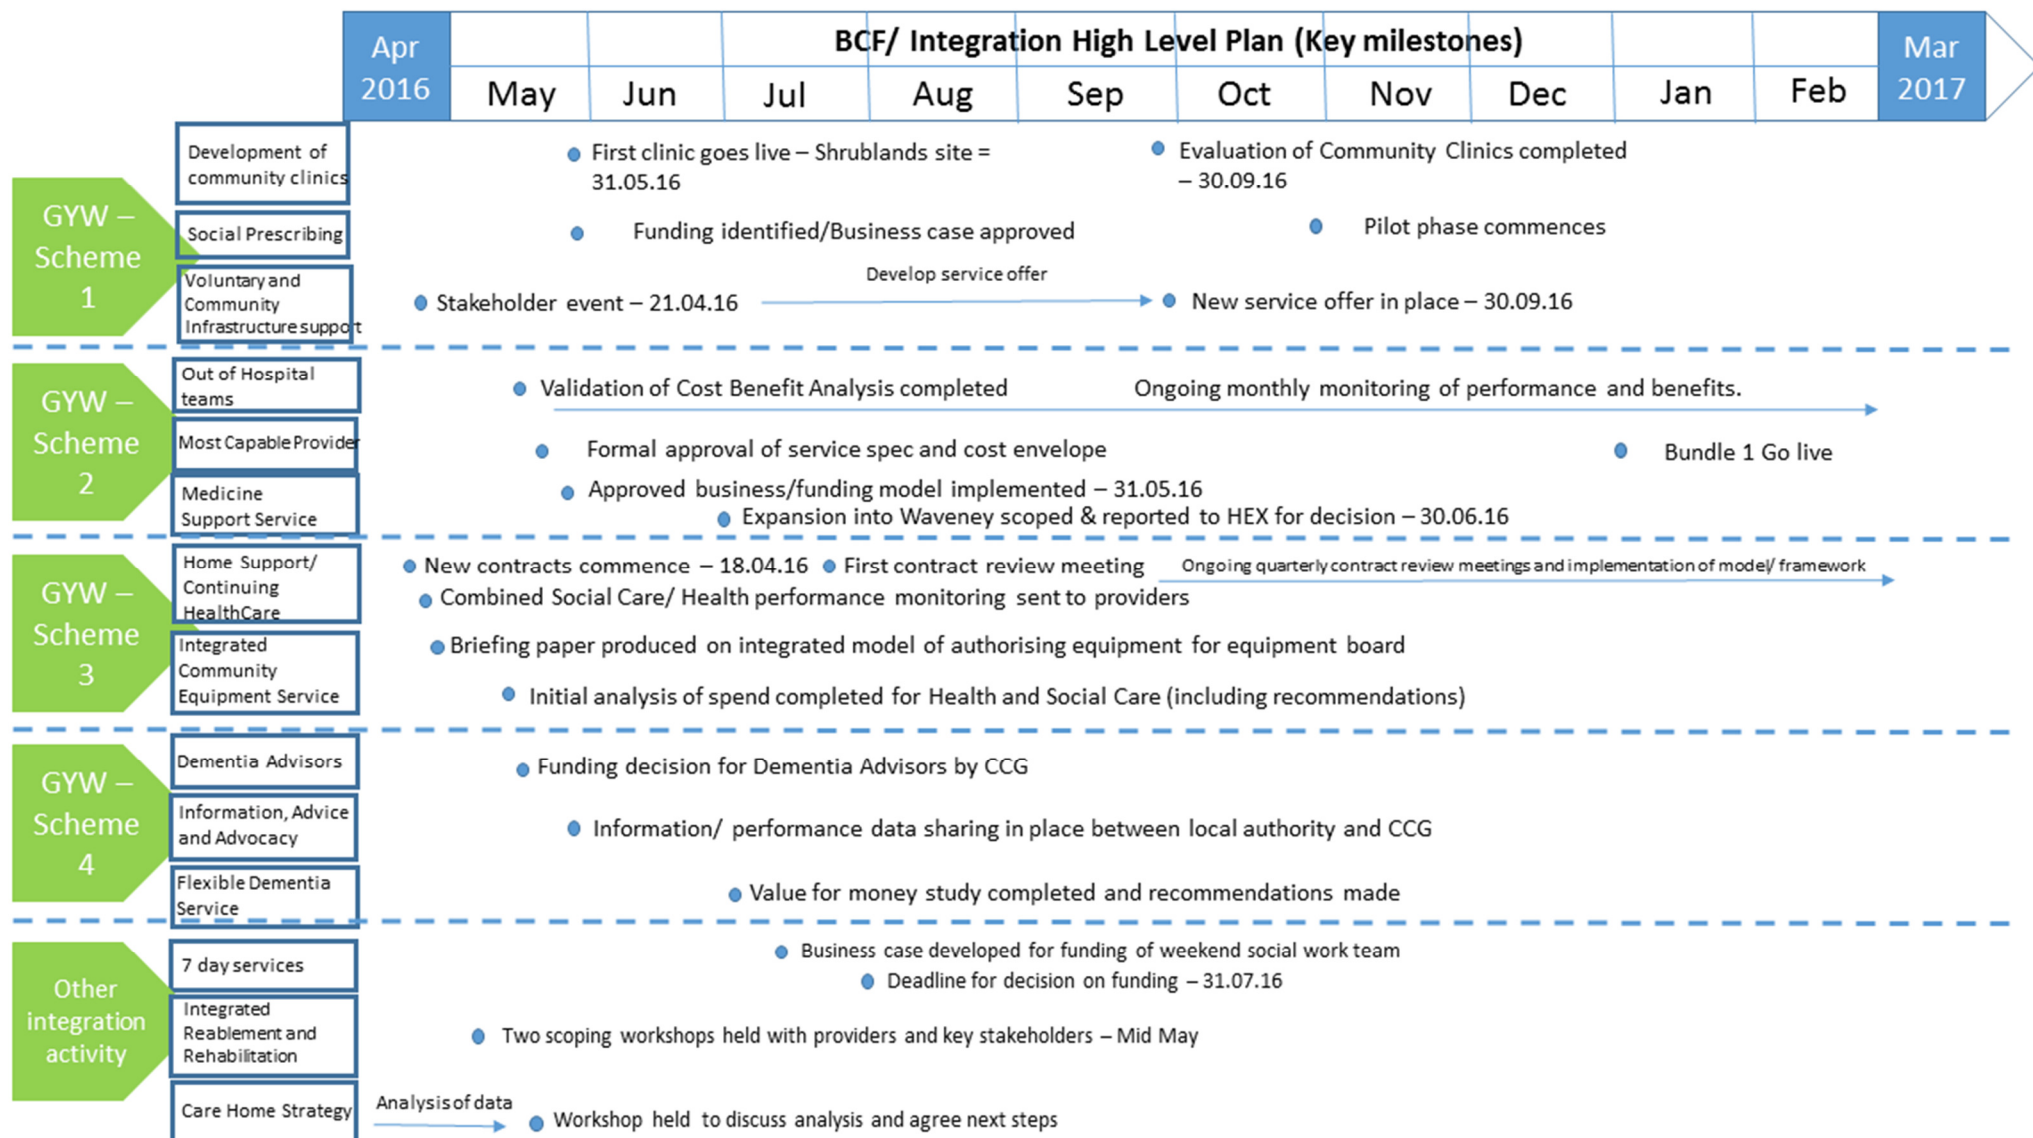 BCF/ Integration High Level Plan (Key milestones)
Apr
2016
May
Jun
Jul
Aug
Sep
Oct
Nov
Dec
Jan
Feb
Mar
2017
GYW –
Scheme
1
Development of
community clinics
First clinic goes live – Shrublands site =
31.05.16
Evaluation of Community Clinics completed
– 30.09.16
Social Prescribing
Funding identified/Business case approved
Pilot phase commences
Voluntary and
Community
Infrastructure support
Stakeholder event – 21.04.16
Develop service offer
New service offer in place – 30.09.16
GYW –
Scheme
2
Out of Hospital
teams
Validation of Cost Benefit Analysis completed
Ongoing monthly monitoring of performance and benefits.
Most Capable Provider
Formal approval of service spec and cost envelope
Bundle 1 Go live
Medicine
Support Service
Approved business/funding model implemented – 31.05.16
Expansion into Waveney scoped & reported to HEX for decision – 30.06.16
GYW –
Scheme
3
Home Support/
Continuing
HealthCare
New contracts commence – 18.04.16
First contract review meeting
Ongoing quarterly contract review meetings and implementation of model/ framework
Combined Social Care/ Health performance monitoring sent to providers
Integrated
Community
Equipment Service
Briefing paper produced on integrated model of authorising equipment for equipment board
Initial analysis of spend completed for Health and Social Care (including recommendations)
GYW –
Scheme
4
Dementia Advisors
Funding decision for Dementia Advisors by CCG
Information, Advice
and Advocacy
Information/ performance data sharing in place between local authority and CCG
Flexible Dementia
Service
Value for money study completed and recommendations made
Other
integration
activity
7 day services
Business case developed for funding of weekend social work team
Deadline for decision on funding – 31.07.16
Integrated
Reablement and
Rehabilitation
Two scoping workshops held with providers and key stakeholders – Mid May
Care Home Strategy
Analysis of data
Workshop held to discuss analysis and agree next steps